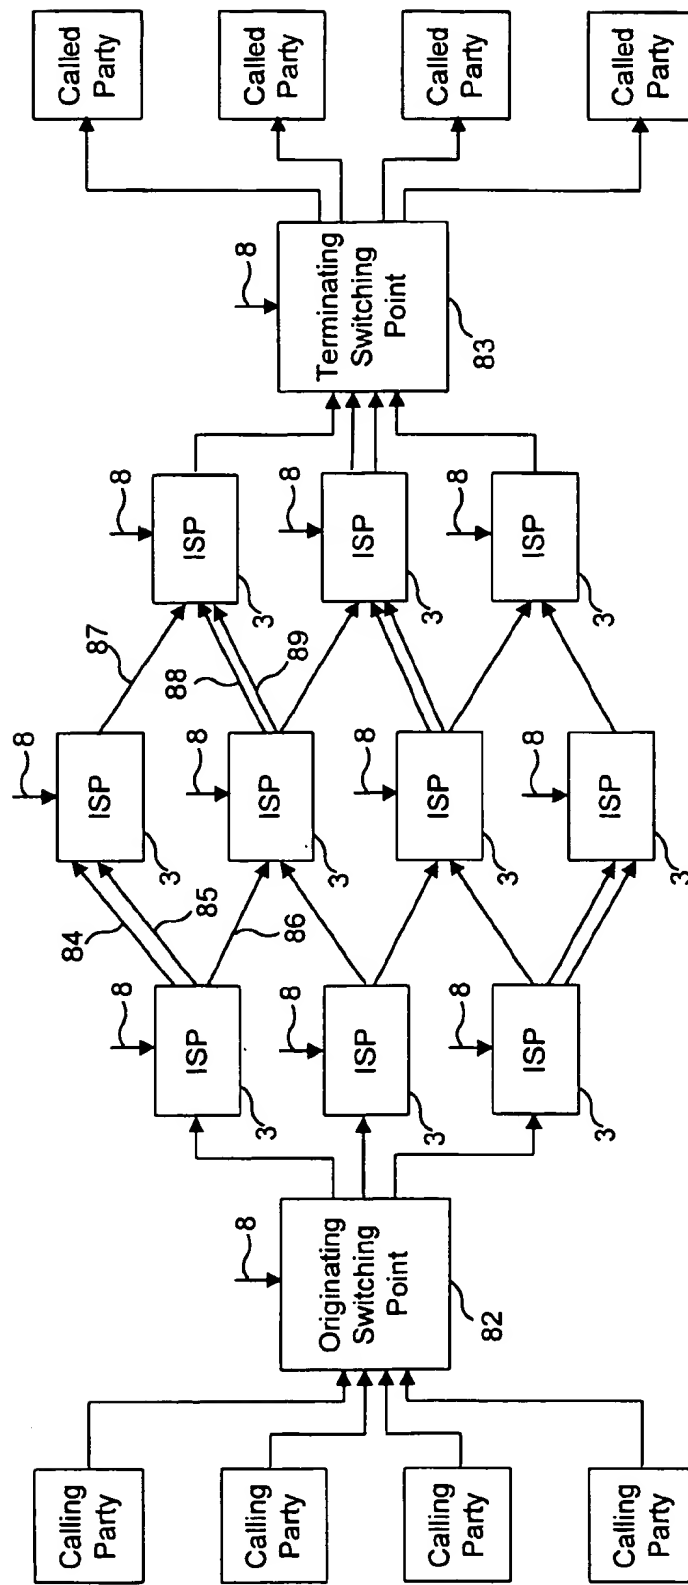 Calling
Party
Calling
Party
Calling
Party
Calling
Party
8
Originating
Switching
Point
82
8
ISP
3
8
ISP
3
8
ISP
3
84
85
86
8
ISP
3
8
ISP
3
8
ISP
3
8
ISP
3
87
88
89
8
ISP
3
8
ISP
3
8
ISP
3
8
Terminating
Switching
Point
83
Called
Party
Called
Party
Called
Party
Called
Party